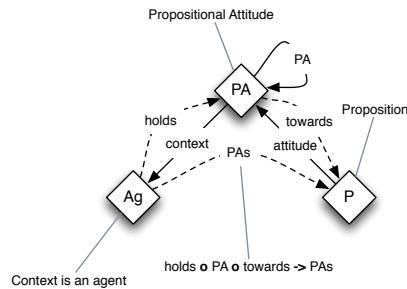 Propositional Attitude
PA
PA
Proposition
holds
towards
context
PAs
attitude
Ag
P
Context is an agent
holds o PA o towards -> PAs